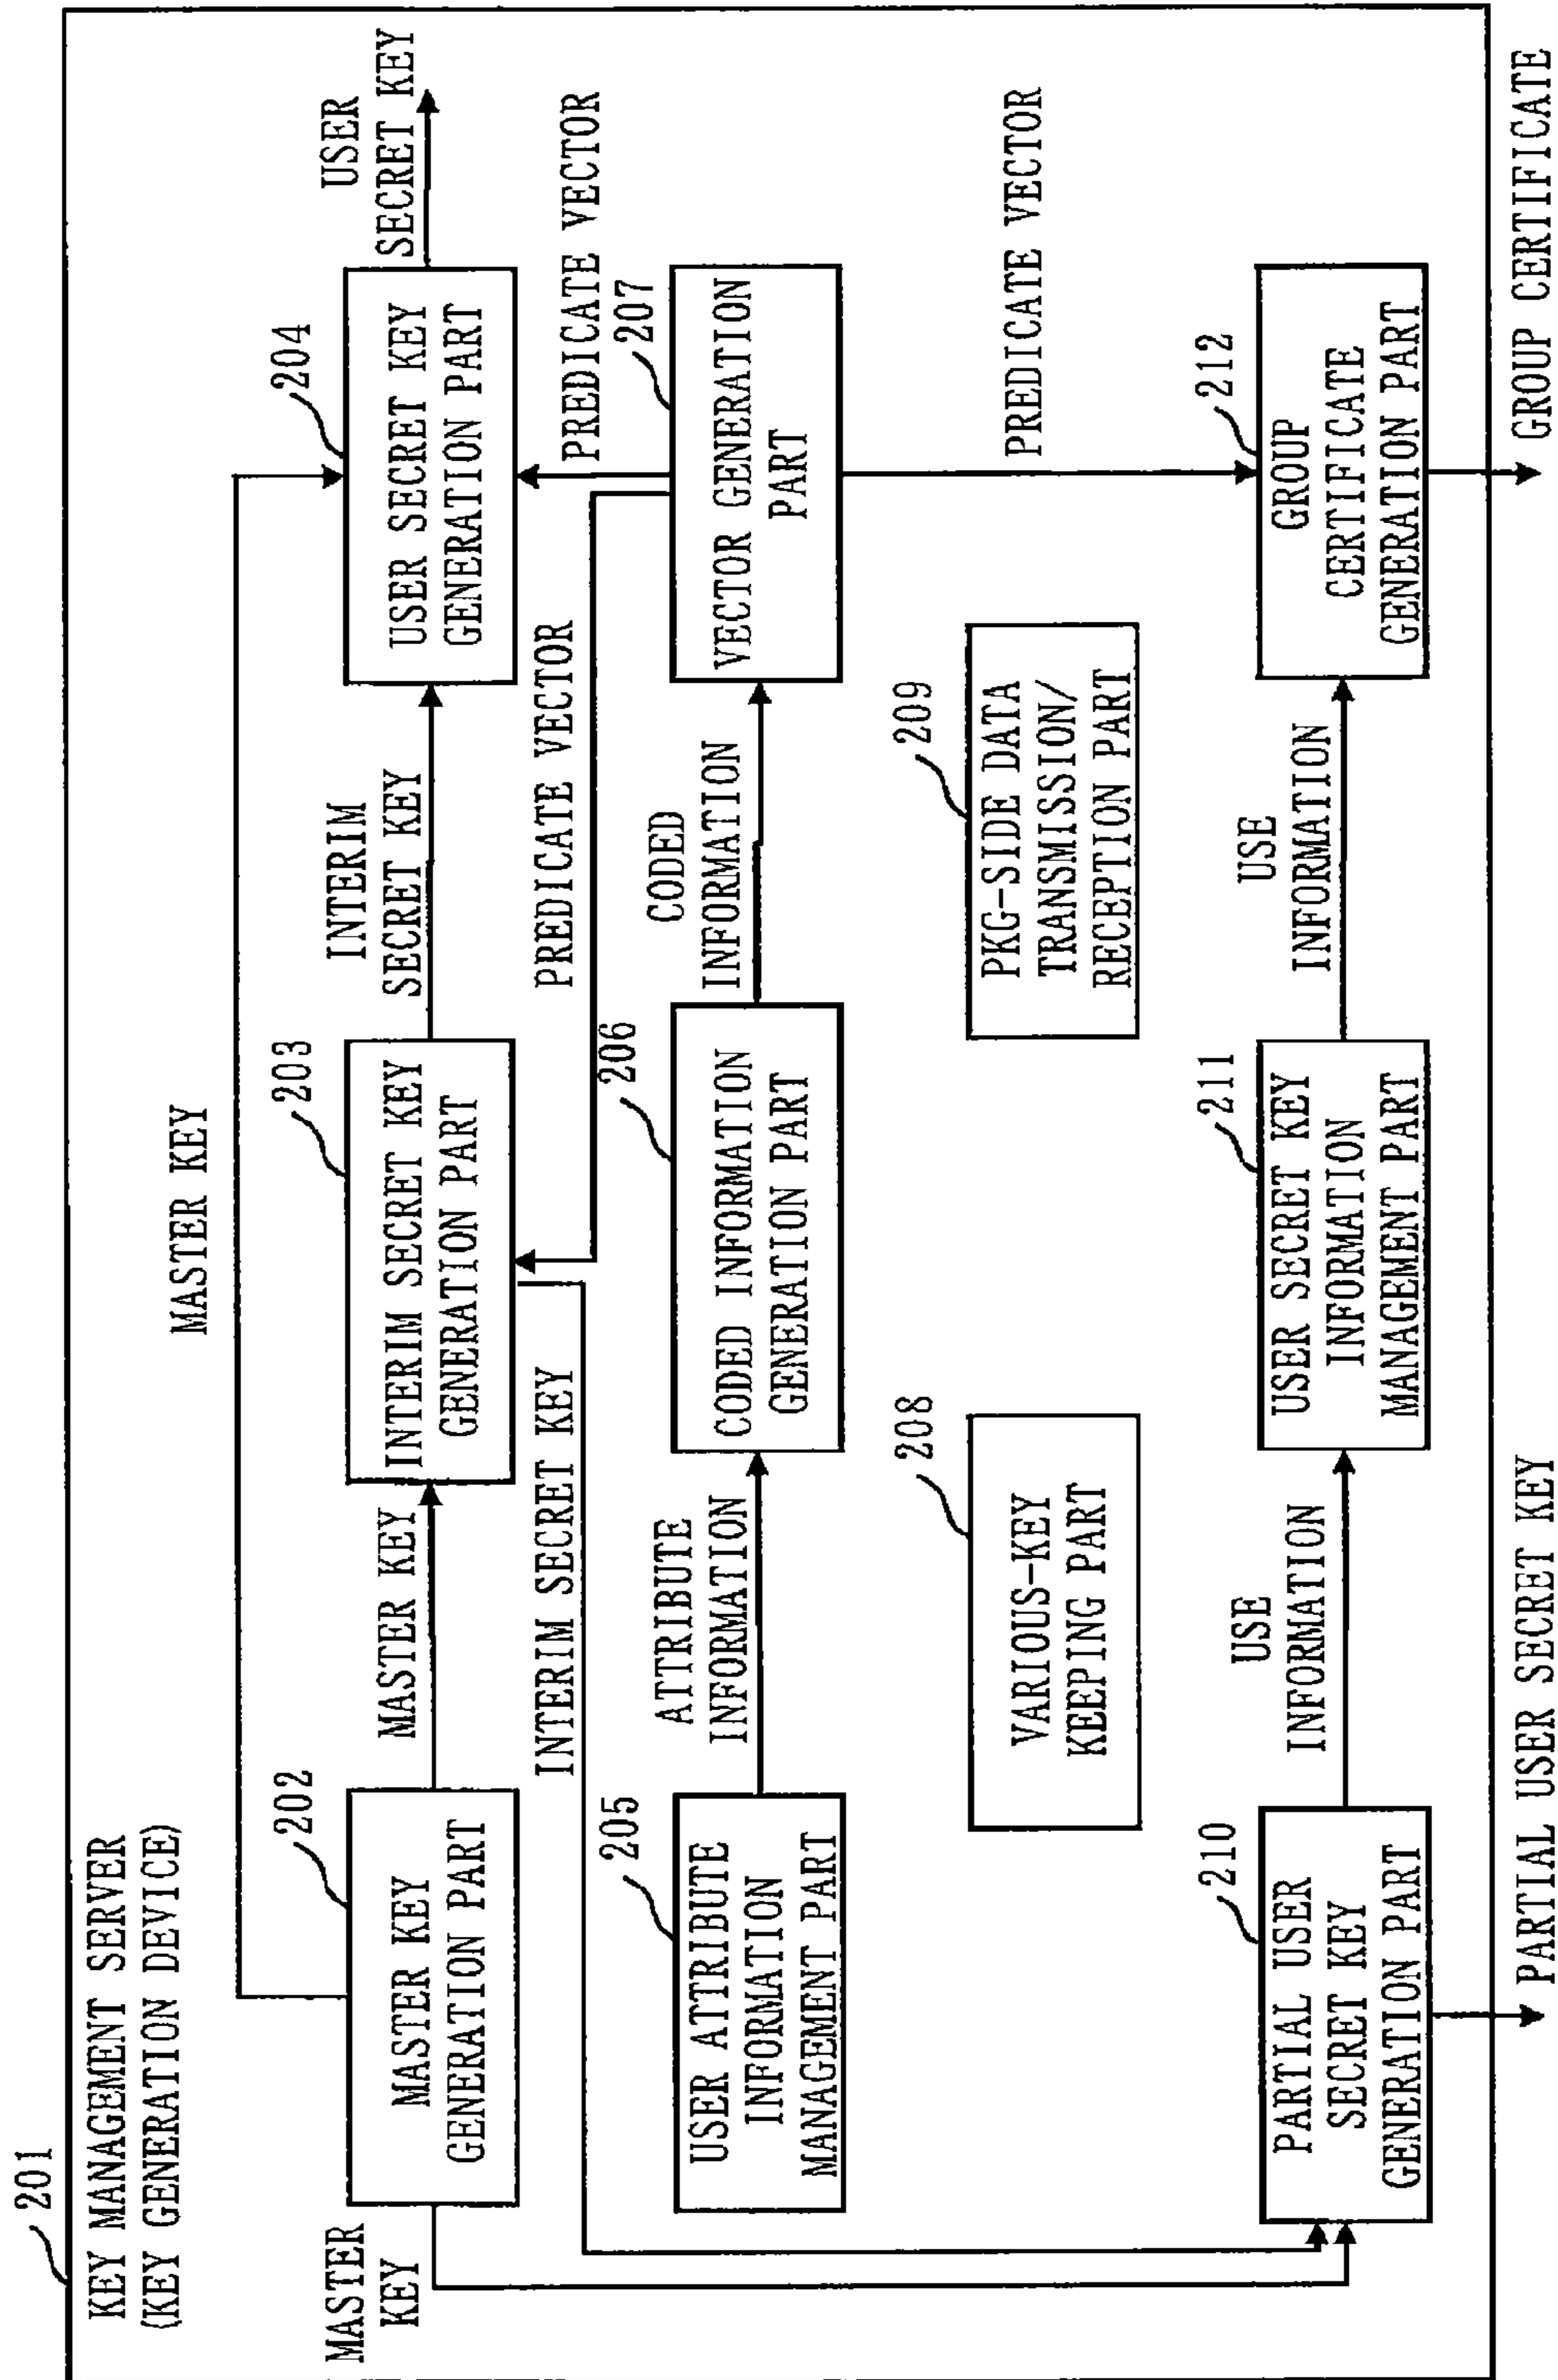 201
KEY MANAGEMENT SERVER
(KEY GENERATION DEVICE)
MASTER KEY
202
MASTER KEY
GENERATION PART
MASTER KEY
203
INTERIM SECRET KEY
GENERATION PART
INTERIM
SECRET KEY
204
USER SECRET KEY
GENERATION PART
USER
SECRET KEY
MASTER
KEY
INTERIM SECRET KEY
PREDICATE VECTOR
PREDICATE VECTOR
205
USER ATTRIBUTE
INFORMATION
MANAGEMENT PART
ATTRIBUTE
INFORMATION
206
CODED INFORMATION
GENERATION PART
CODED
INFORMATION
207
VECTOR GENERATION
PART
208
VARIOUS-KEY
KEEPING PART
209
PKG-SIDE DATA
TRANSMISSION/
RECEPTION PART
PREDICATE VECTOR
210
PARTIAL USER
SECRET KEY
GENERATION PART
USE
INFORMATION
211
USER SECRET KEY
INFORMATION
MANAGEMENT PART
USE
INFORMATION
212
GROUP
CERTIFICATE
GENERATION PART
PARTIAL USER SECRET KEY
GROUP CERTIFICATE